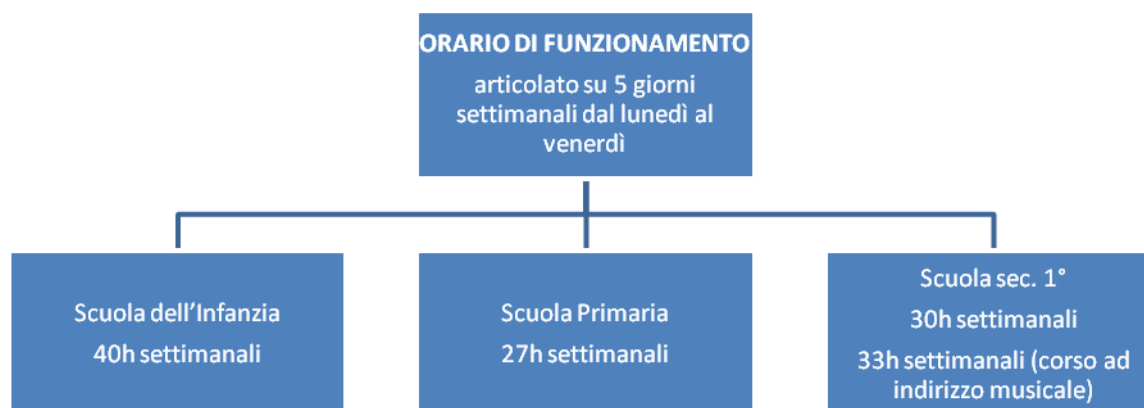 ORARIO DI FUNZIONAMENTO
articolato su 5 giorni
settimanali dal lunedì al
venerdì
Scuola dell’Infanzia
40h settimanali
Scuola Primaria
27h settimanali
Scuola sec. 1°
30h settimanali
33h settimanali (corso ad
indirizzo musicale)